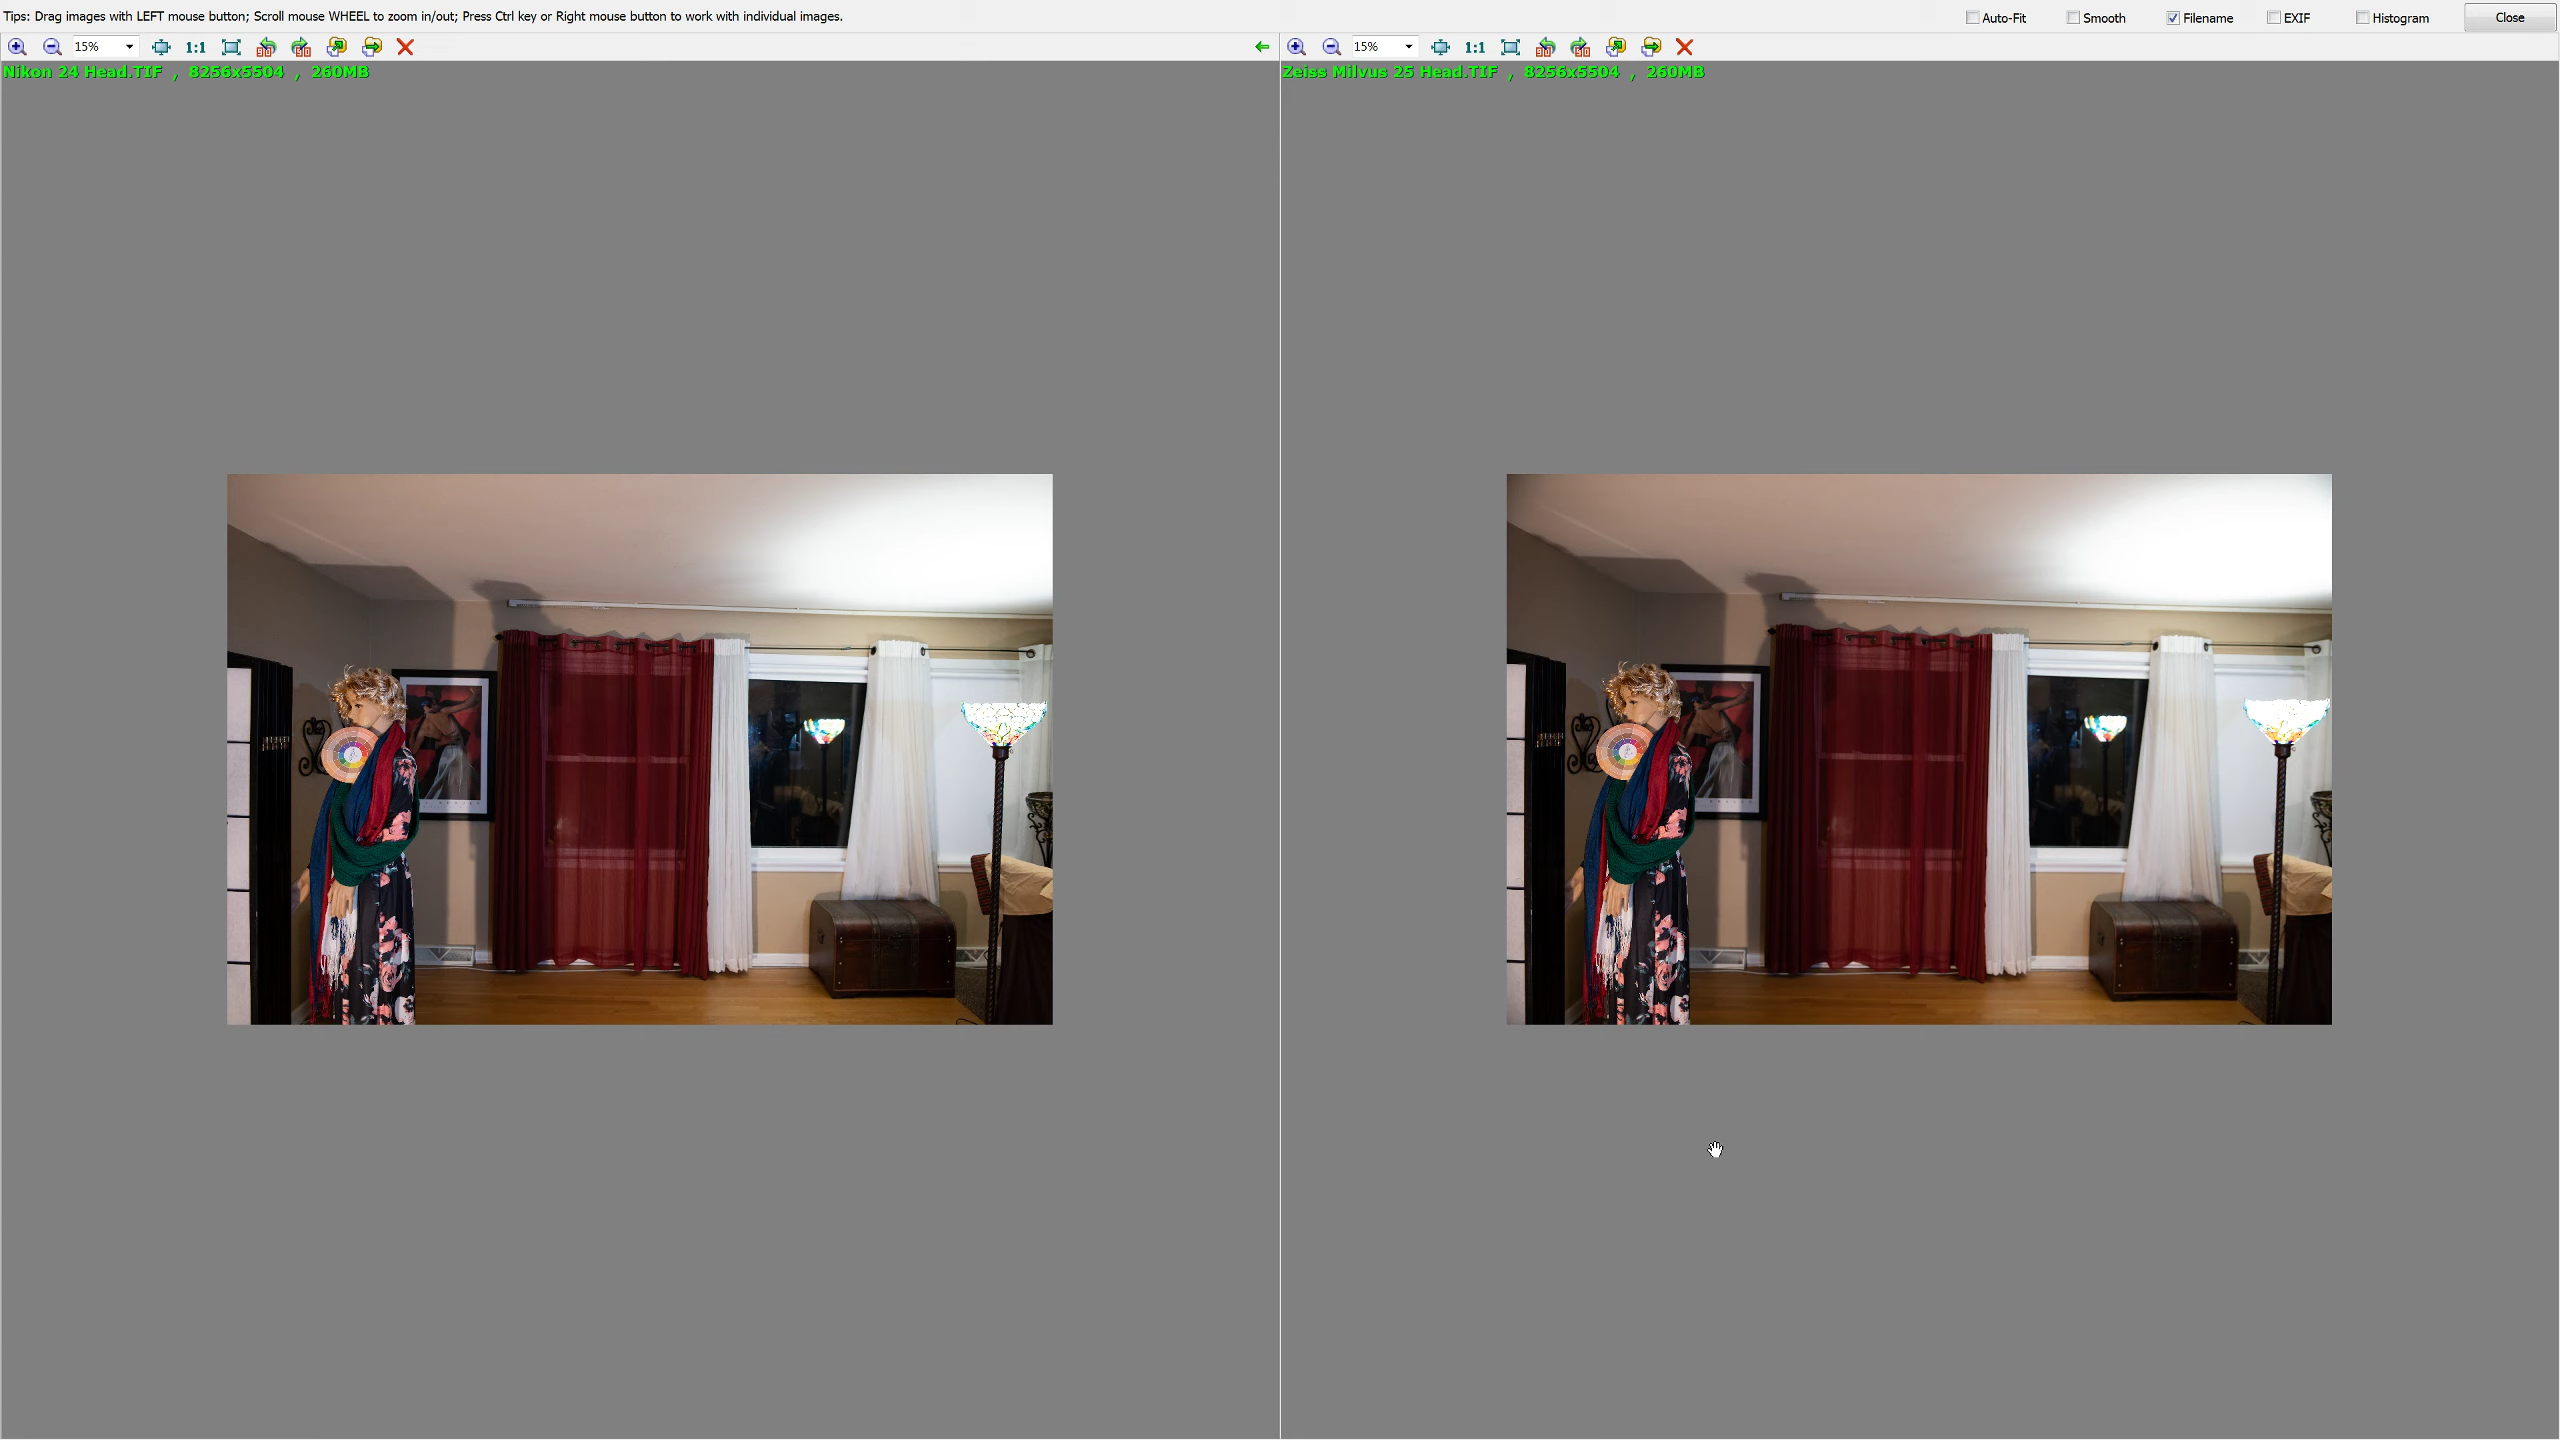 Tips: Drag images with LEFT mouse button; Scroll mouse WHEEL to zoom in/out; Press Ctrl key or Right mouse button to work with individual images.
Auto-Fit Smooth Filename EXIF Histogram Close
15% 1:1 15% 1:1
Nikon 24 Head.TIF , 8256x5504 , 260MB
Zeiss Milvus 25 Head.TIF , 8256x5504 , 260MB